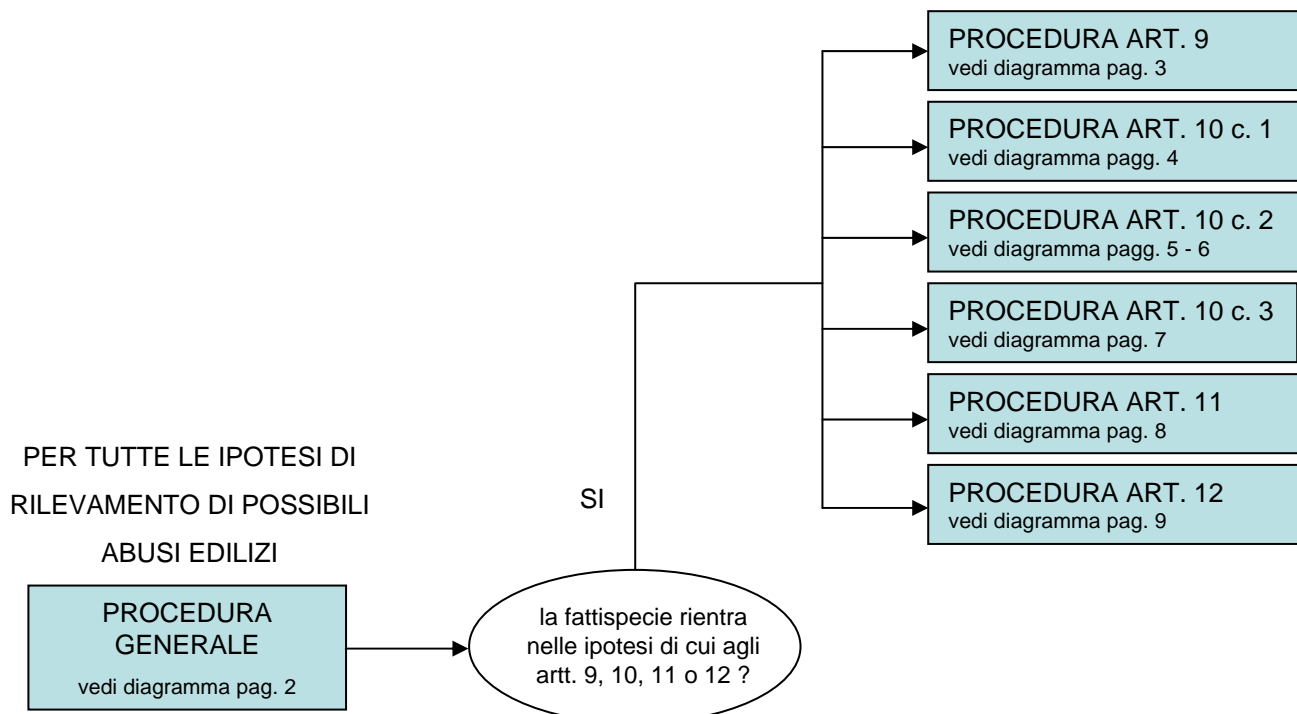 PROCEDURA ART. 9
vedi diagramma pag. 3
PROCEDURA ART. 10 c. 1
vedi diagramma pagg. 4
PROCEDURA ART. 10 c. 2
vedi diagramma pagg. 5 - 6
PROCEDURA ART. 10 c. 3
vedi diagramma pag. 7
PROCEDURA ART. 11
vedi diagramma pag. 8
PROCEDURA ART. 12
vedi diagramma pag. 9
PER TUTTE LE IPOTESI DI
RILEVAMENTO DI POSSIBILI
ABUSI EDILIZI
SI
PROCEDURA
GENERALE
vedi diagramma pag. 2
la fattispecie rientra
nelle ipotesi di cui agli
artt. 9, 10, 11 o 12 ?